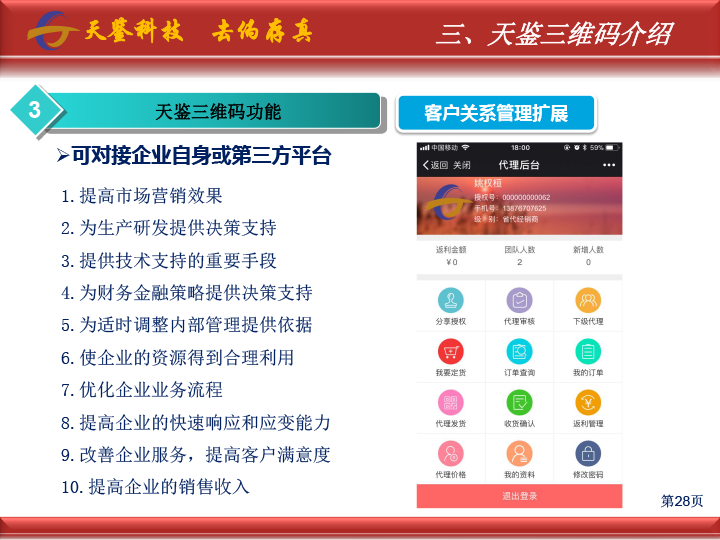 天鉴科技 去伪存真
三、天鉴三维码介绍
3
天鉴三维码功能
客户关系管理扩展
➢可对接企业自身或第三方平台
1.提高市场营销效果
2.为生产研发提供决策支持
3.提供技术支持的重要手段
4.为财务金融策略提供决策支持
5.为适时调整内部管理提供依据
6.使企业的资源得到合理利用
7.优化企业业务流程
8.提高企业的快速响应和应变能力
9.改善企业服务，提高客户满意度
10.提高企业的销售收入
中国移动 18:00 59%
返回 关闭 代理后台
姚权桓
授权号：000000000062
手机号：13876707625
级 别：省代经销商
返利金额 团队人数 新增人数
￥0 2 0
分享授权 代理审核 下级代理
我要定货 订单查询 我的订单
代理发货 收货确认 返利管理
代理价格 我的资料 修改密码
退出登录
第28页